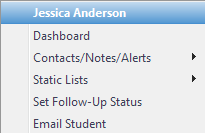 Jessica Anderson
Dashboard
Contacts/Notes/Alerts
Static Lists
Set Follow-Up Status
Email Student